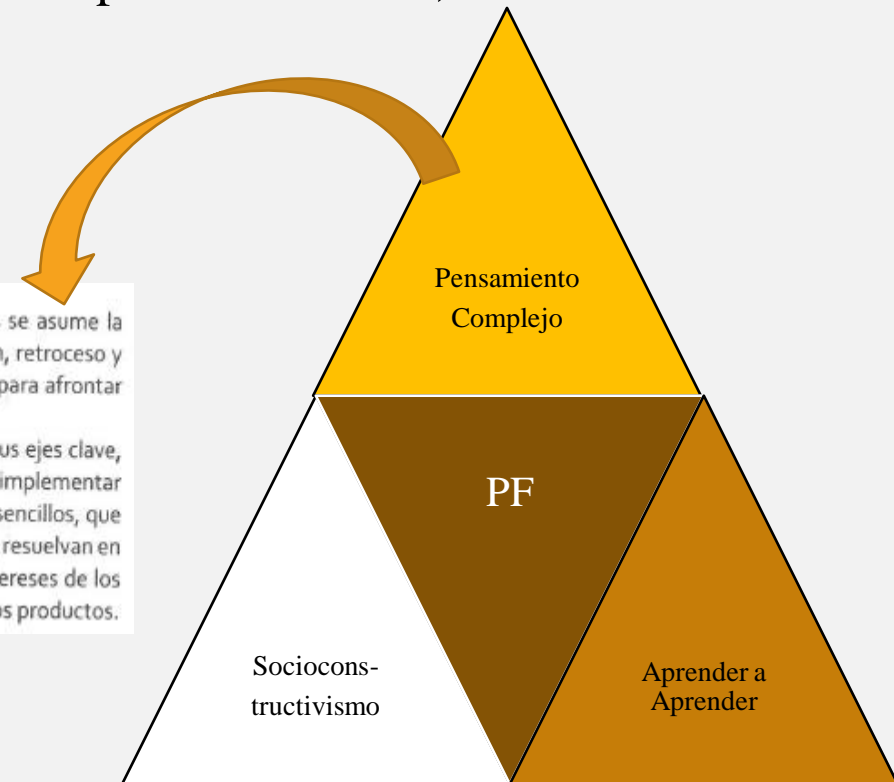 Pensamiento
Complejo
se asume la
, retroceso y
para afrontar
us ejes clave,
implementar
sencillos, que
resuelvan en
ereses de los
os productos.
PF
Sociocons-
tructivismo
Aprender a
Aprender